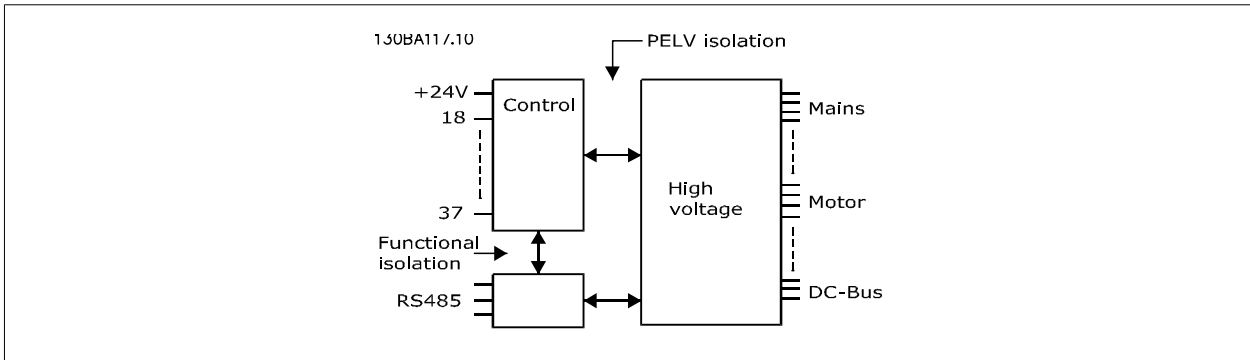 130BA117.10
PELV isolation
+24V
Control
18
Mains
High
voltage
Motor
37
Functional
isolation
RS485
DC-Bus